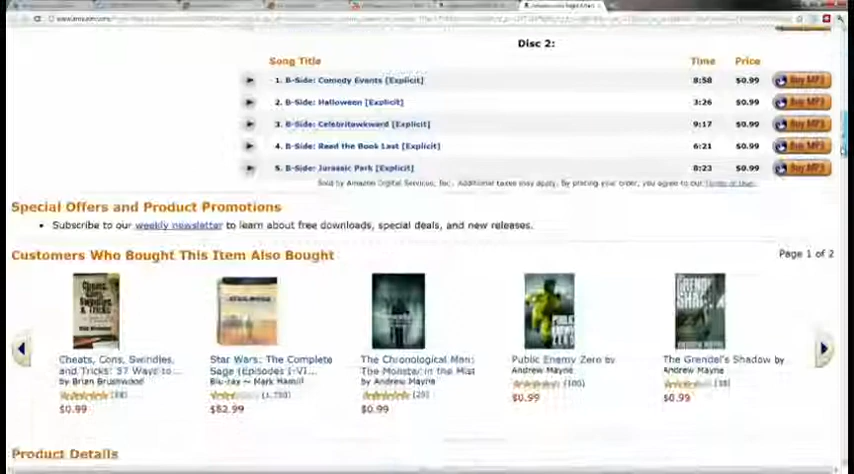 Disc 2:
Song Title Time Price
1. B-Side: Comedy Events [Explicit] 8:58 $0.99 Buy MP3
2. B-Side: Halloween [Explicit] 3:26 $0.99 Buy MP3
3. B-Side: Celebritawkward [Explicit] 9:17 $0.99 Buy MP3
4. B-Side: Read the Book Last [Explicit] 6:21 $0.99 Buy MP3
5. B-Side: Jurassic Park [Explicit] 8:23 $0.99 Buy MP3
Sold by Amazon Digital Services, Inc. Additional taxes may apply. By placing your order, you agree to our Terms of Use.
Special Offers and Product Promotions
• Subscribe to our weekly newsletter to learn about free downloads, special deals, and new releases.
Customers Who Bought This Item Also Bought Page 1 of 2
Cheats, Cons, Swindles, and Tricks: 57 Ways to ...
by Brian Brushwood
$0.99
Star Wars: The Complete Saga (Episodes I-VI...
Blu-ray ~ Mark Hamill
$82.99
The Chronological Man: The Monster in the Mist
by Andrew Mayne
$0.99
Public Enemy Zero by Andrew Mayne
$0.99
The Grendel's Shadow by Andrew Mayne
$0.99
Product Details